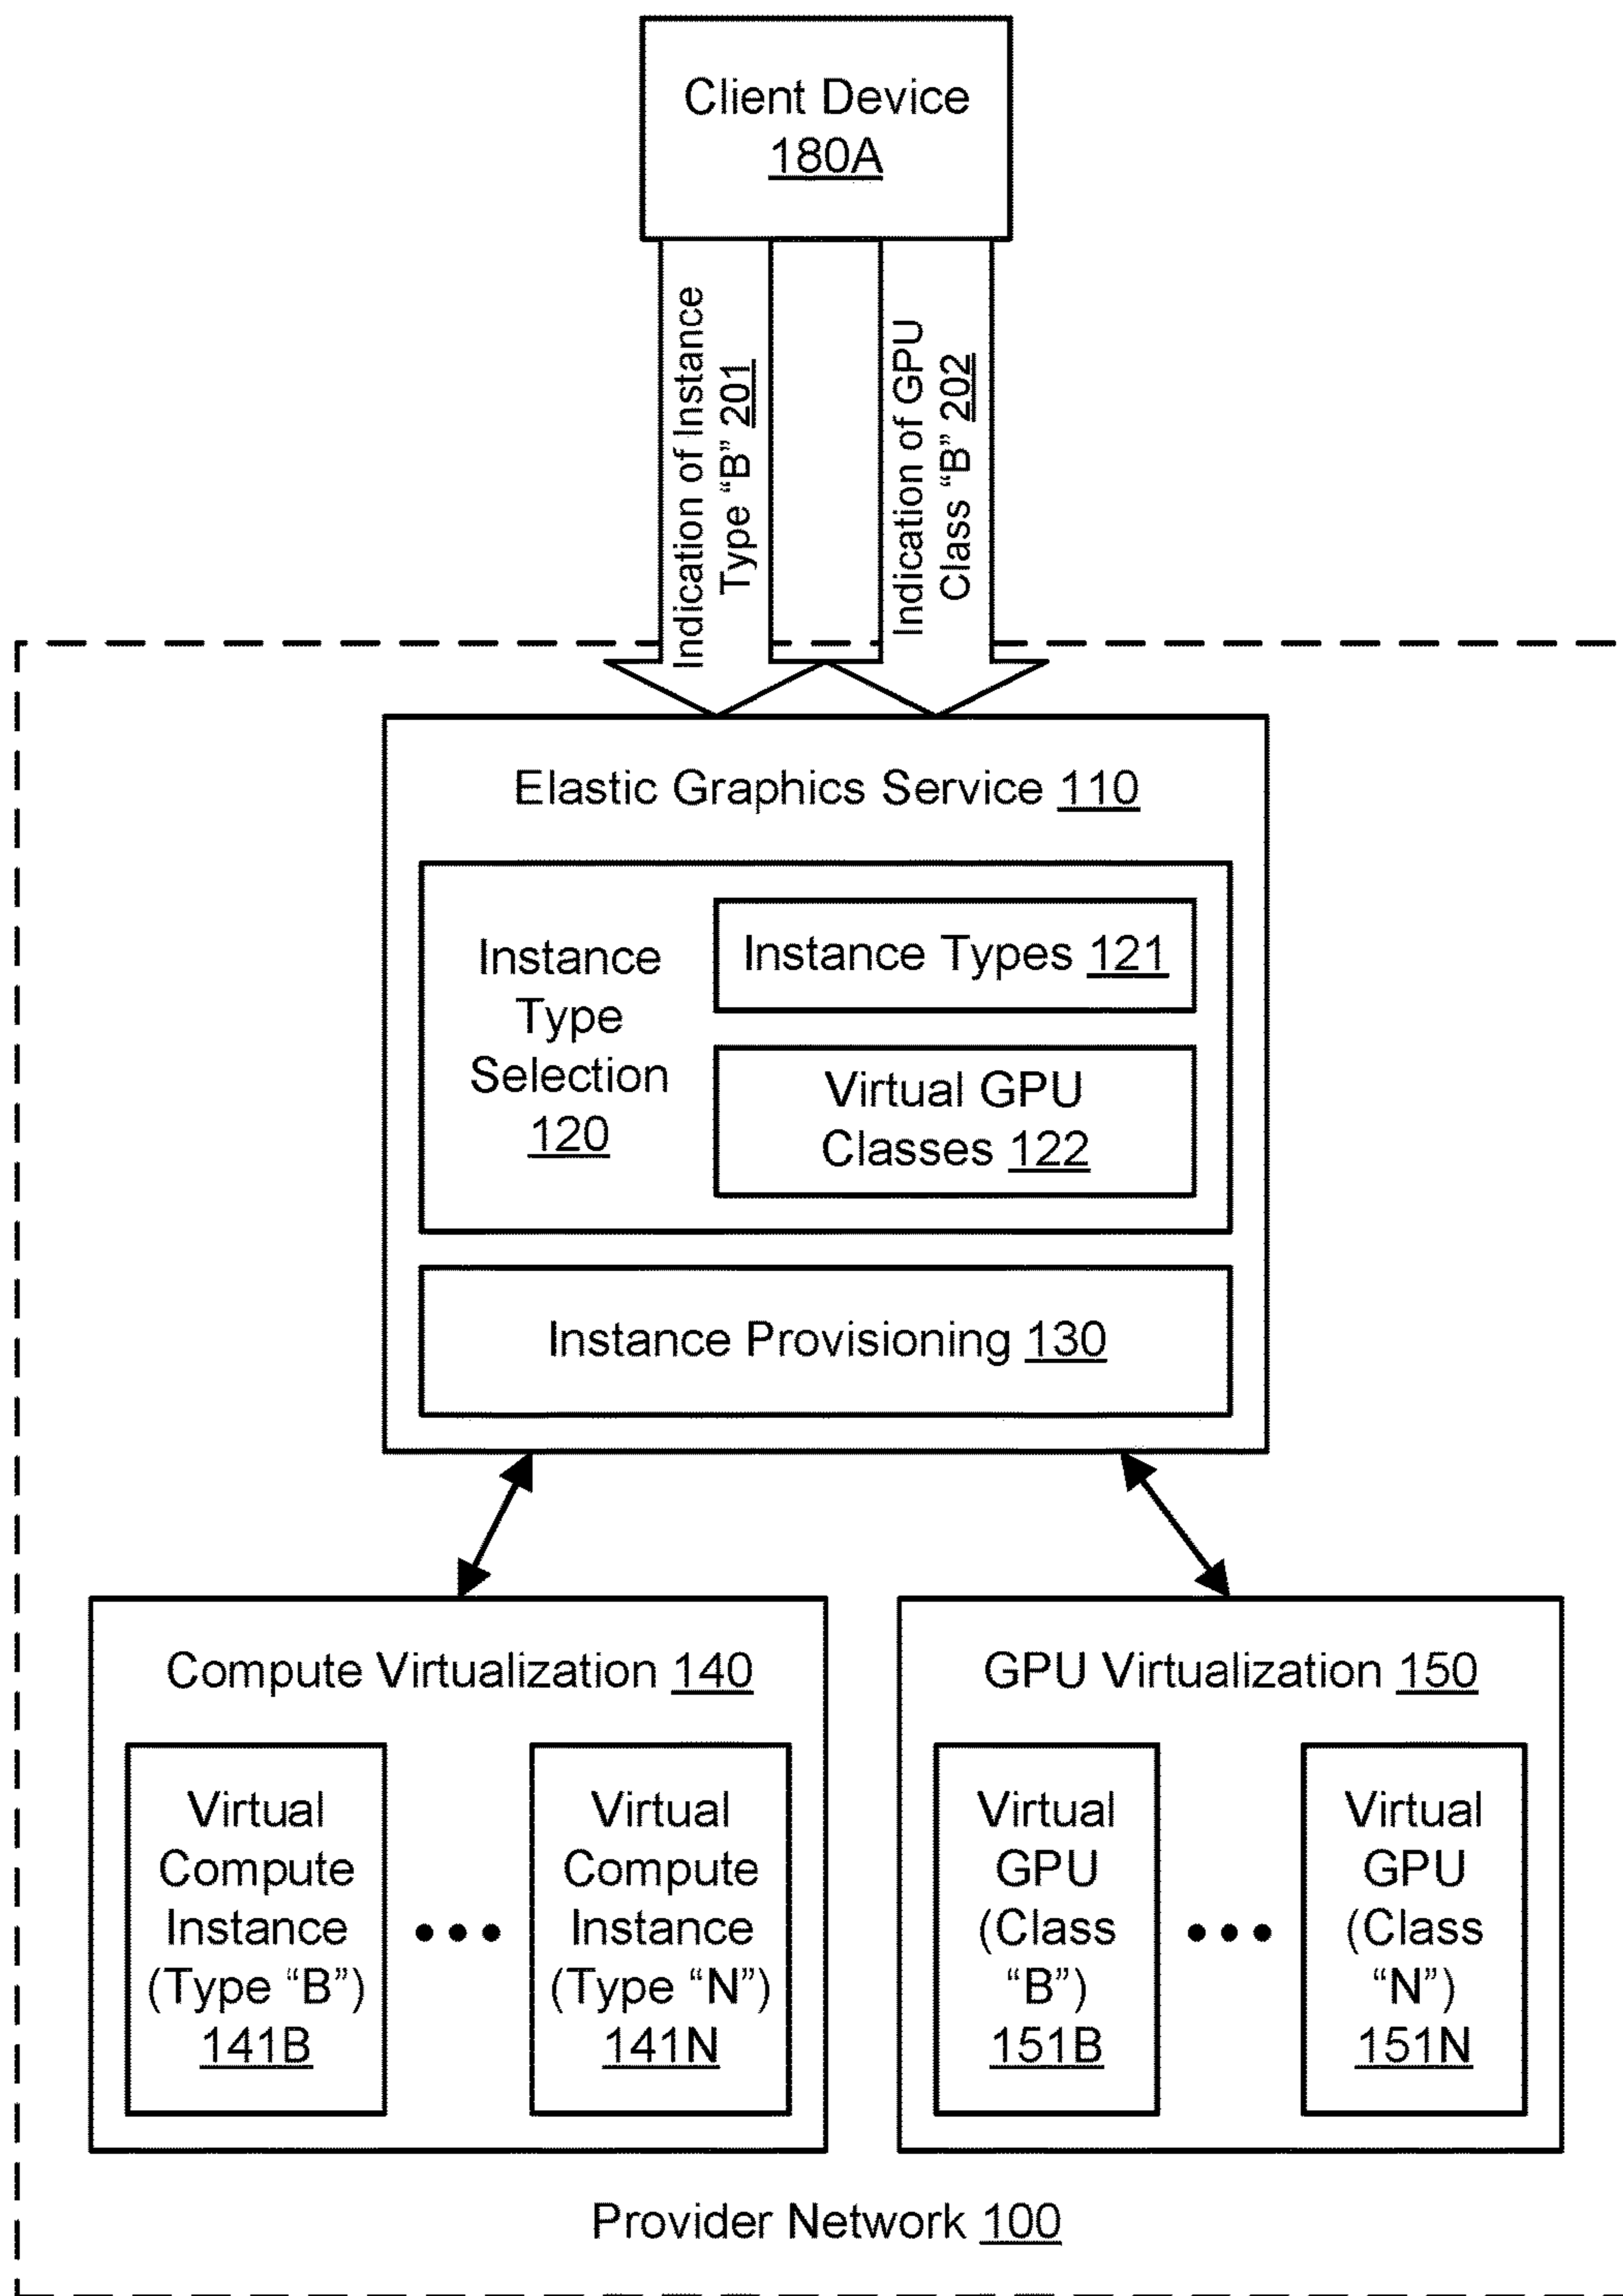 Client Device
180A
Indication of Instance
Type “B” 201
Indication of GPU
Class “B” 202
Elastic Graphics Service 110
Instance
Type
Selection
120
Instance Types 121
Virtual GPU
Classes 122
Instance Provisioning 130
Compute Virtualization 140
Virtual
Compute
Instance
(Type “B”)
141B
Virtual
Compute
Instance
(Type “N”)
141N
GPU Virtualization 150
Virtual
GPU
(Class
“B”)
151B
Virtual
GPU
(Class
“N”)
151N
Provider Network 100